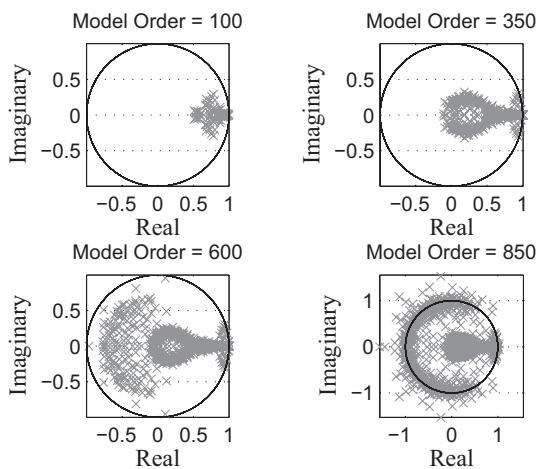 Model Order = 100
Imaginary
0.5
0
−0.5
−0.5 0 0.5 1
Real
Model Order = 350
Imaginary
0.5
0
−0.5
−0.5 0 0.5 1
Real
Model Order = 600
Imaginary
0.5
0
−0.5
−0.5 0 0.5 1
Real
Model Order = 850
Imaginary
1
0
−1
−1 0 1
Real